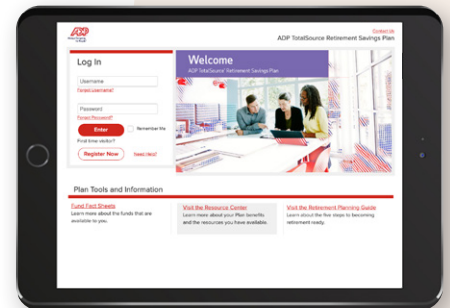 ADP
Contact Us
ADP TotalSource Retirement Savings Plan
Log In
Username
Forgot Username?
Password
Forgot Password?
Enter
Remember Me
First time visitor?
Register Now
Need Help?
Welcome
ADP TotalSource® Retirement Savings Plan
Plan Tools and Information
Fund Fact Sheets
Learn more about the funds that are
available to you.
Visit the Resource Center
Learn more about your Plan benefits
and the resources you have available.
Visit the Retirement Planning Guide
Learn about the five steps to becoming
retirement ready.